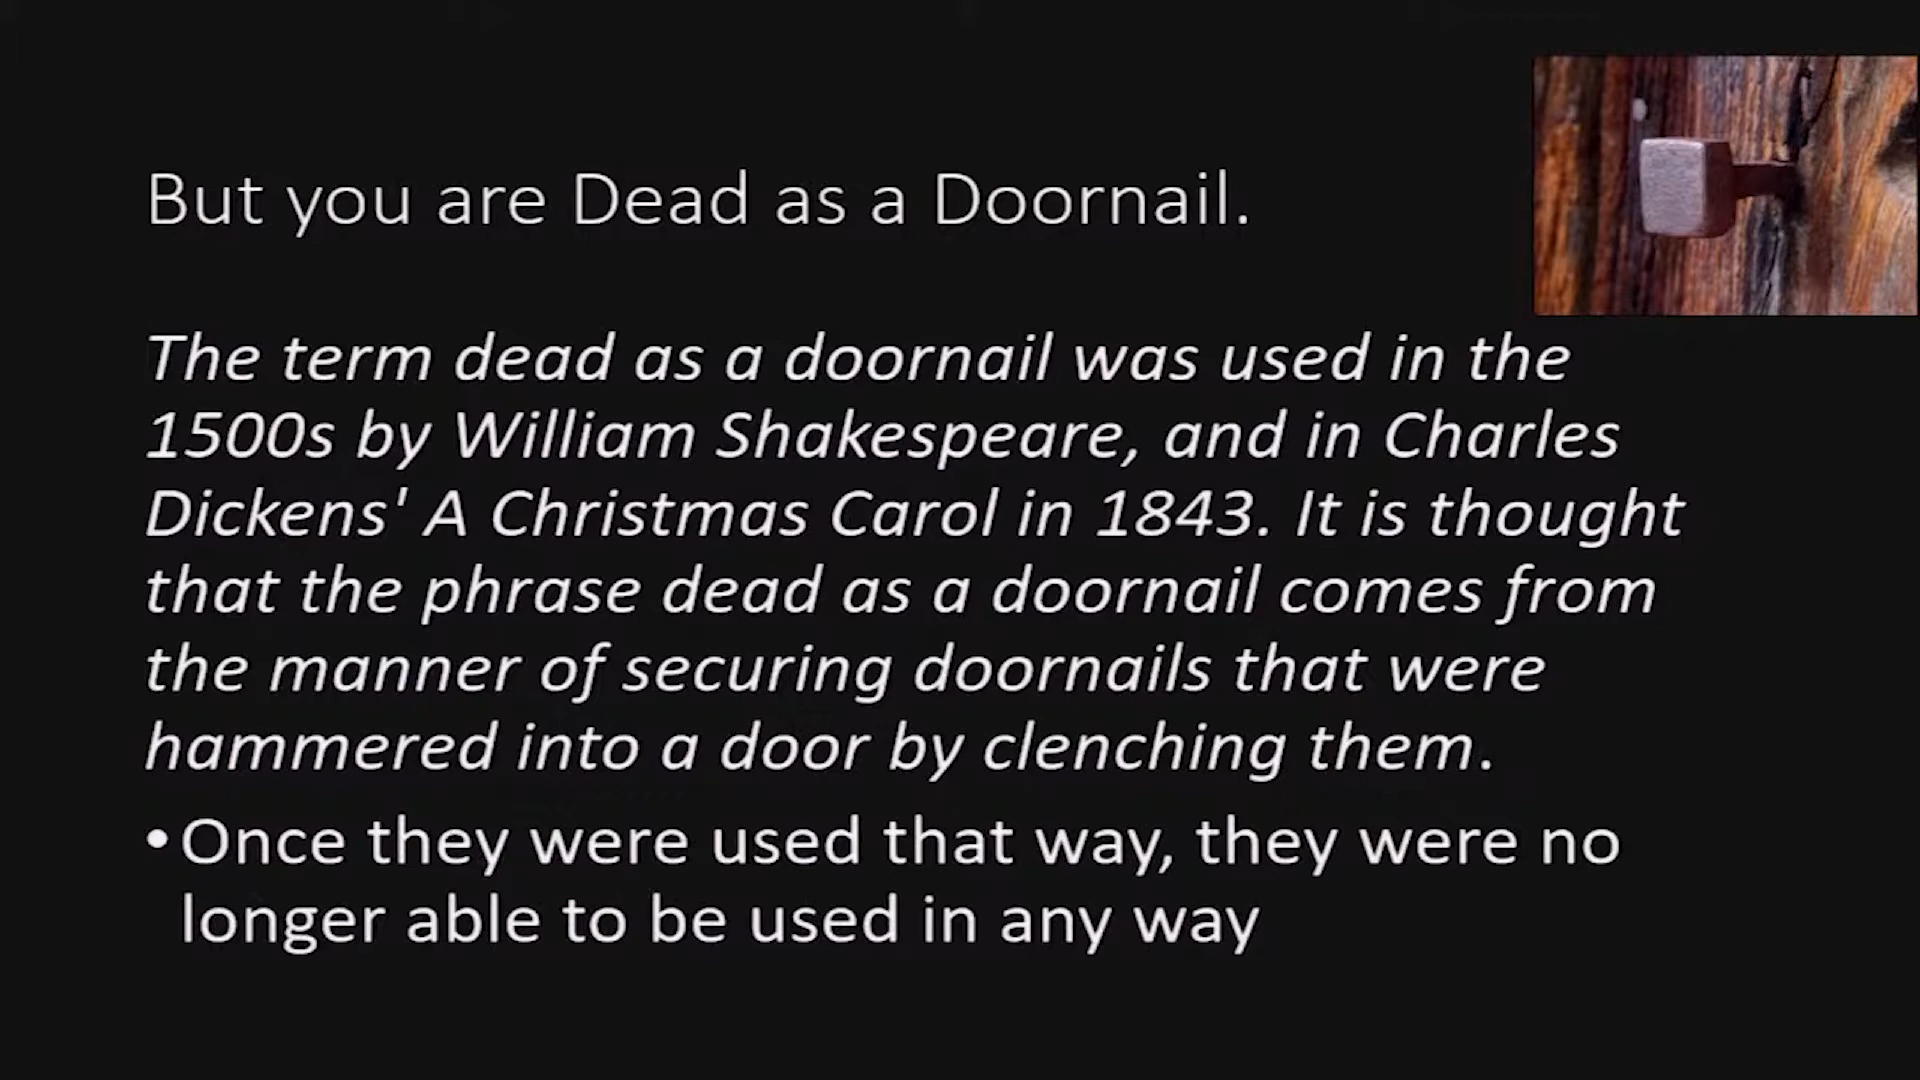 But you are Dead as a Doornail.
The term dead as a doornail was used in the
1500s by William Shakespeare, and in Charles
Dickens' A Christmas Carol in 1843. It is thought
that the phrase dead as a doornail comes from
the manner of securing doornails that were
hammered into a door by clenching them.
• Once they were used that way, they were no
longer able to be used in any way